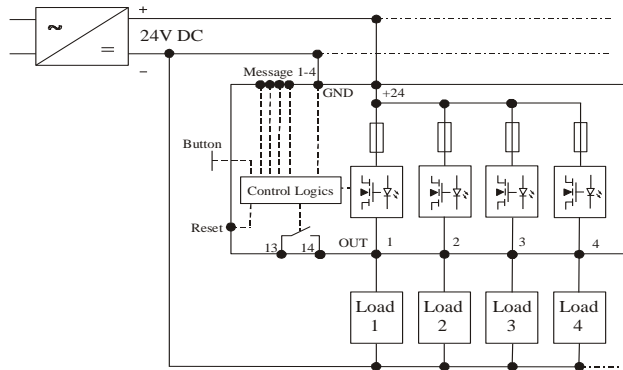 +
~
=
24V DC
−
Message 1-4
GND
+24
Button
Control Logics
Reset
13
14
OUT
1
2
3
4
Load
1
Load
2
Load
3
Load
4